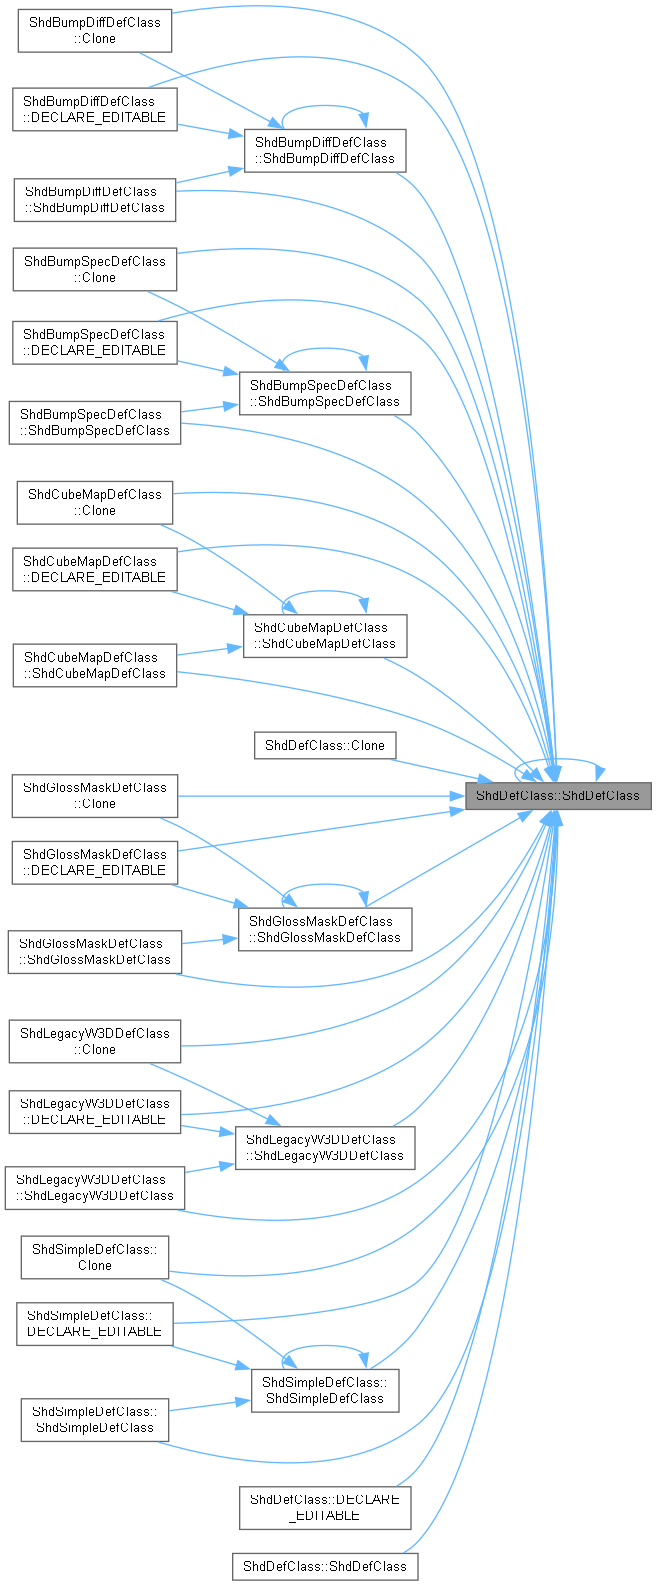 ShdBumpDiffDefClass
::Clone
ShdBumpDiffDefClass
::DECLARE_EDITABLE
ShdBumpDiffDefClass
::ShdBumpDiffDefClass
ShdBumpDiffDefClass
::ShdBumpDiffDefClass
ShdBumpSpecDefClass
::Clone
ShdBumpSpecDefClass
::DECLARE_EDITABLE
ShdBumpSpecDefClass
::ShdBumpSpecDefClass
ShdBumpSpecDefClass
::ShdBumpSpecDefClass
ShdCubeMapDefClass
::Clone
ShdCubeMapDefClass
::DECLARE_EDITABLE
ShdCubeMapDefClass
::ShdCubeMapDefClass
ShdCubeMapDefClass
::ShdCubeMapDefClass
ShdDefClass::Clone
ShdGlossMaskDefClass
::Clone
ShdDefClass::ShdDefClass
ShdGlossMaskDefClass
::DECLARE_EDITABLE
ShdGlossMaskDefClass
::ShdGlossMaskDefClass
ShdGlossMaskDefClass
::ShdGlossMaskDefClass
ShdLegacyW3DDefClass
::Clone
ShdLegacyW3DDefClass
::DECLARE_EDITABLE
ShdLegacyW3DDefClass
::ShdLegacyW3DDefClass
ShdLegacyW3DDefClass
::ShdLegacyW3DDefClass
ShdSimpleDefClass::
Clone
ShdSimpleDefClass::
DECLARE_EDITABLE
ShdSimpleDefClass::
ShdSimpleDefClass
ShdSimpleDefClass::
ShdSimpleDefClass
ShdDefClass::DECLARE
_EDITABLE
ShdDefClass::ShdDefClass